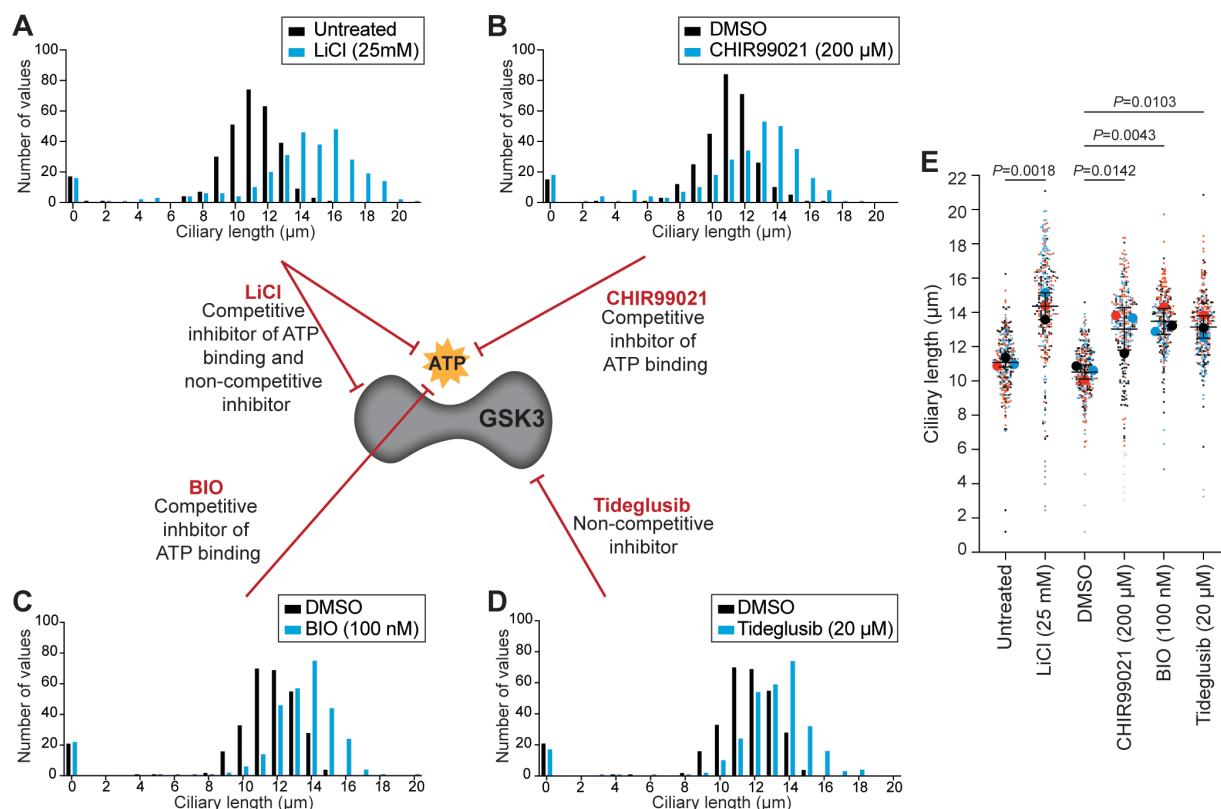 A
Untreated
LiCl (25mM)
Number of values
100
80
60
40
20
0
0 2 4 6 8 10 12 14 16 18 20
Ciliary length (µm)
B
DMSO
CHIR99021 (200 µM)
Number of values
100
80
60
40
20
0
0 2 4 6 8 10 12 14 16 18 20
Ciliary length (µm)
LiCl
Competitive
inhibitor of ATP
binding and
non-competitive
inhibitor
CHIR99021
Competitive
inhibitor of
ATP binding
ATP
GSK3
BIO
Competitive
inhbitor of
ATP binding
Tideglusib
Non-competitive
inhibitor
C
DMSO
BIO (100 nM)
Number of values
100
80
60
40
20
0
0 2 4 6 8 10 12 14 16 18 20
Ciliary length (µm)
D
DMSO
Tideglusib (20 µM)
Number of values
100
80
60
40
20
0
0 2 4 6 8 10 12 14 16 18 20
Ciliary length (µm)
E
P=0.0103
P=0.0043
P=0.0018 P=0.0142
Ciliary length (µm)
22
20
18
16
14
12
10
8
6
4
2
0
Untreated
LiCl (25 mM)
DMSO
CHIR99021 (200 µM)
BIO (100 nM)
Tideglusib (20 µM)